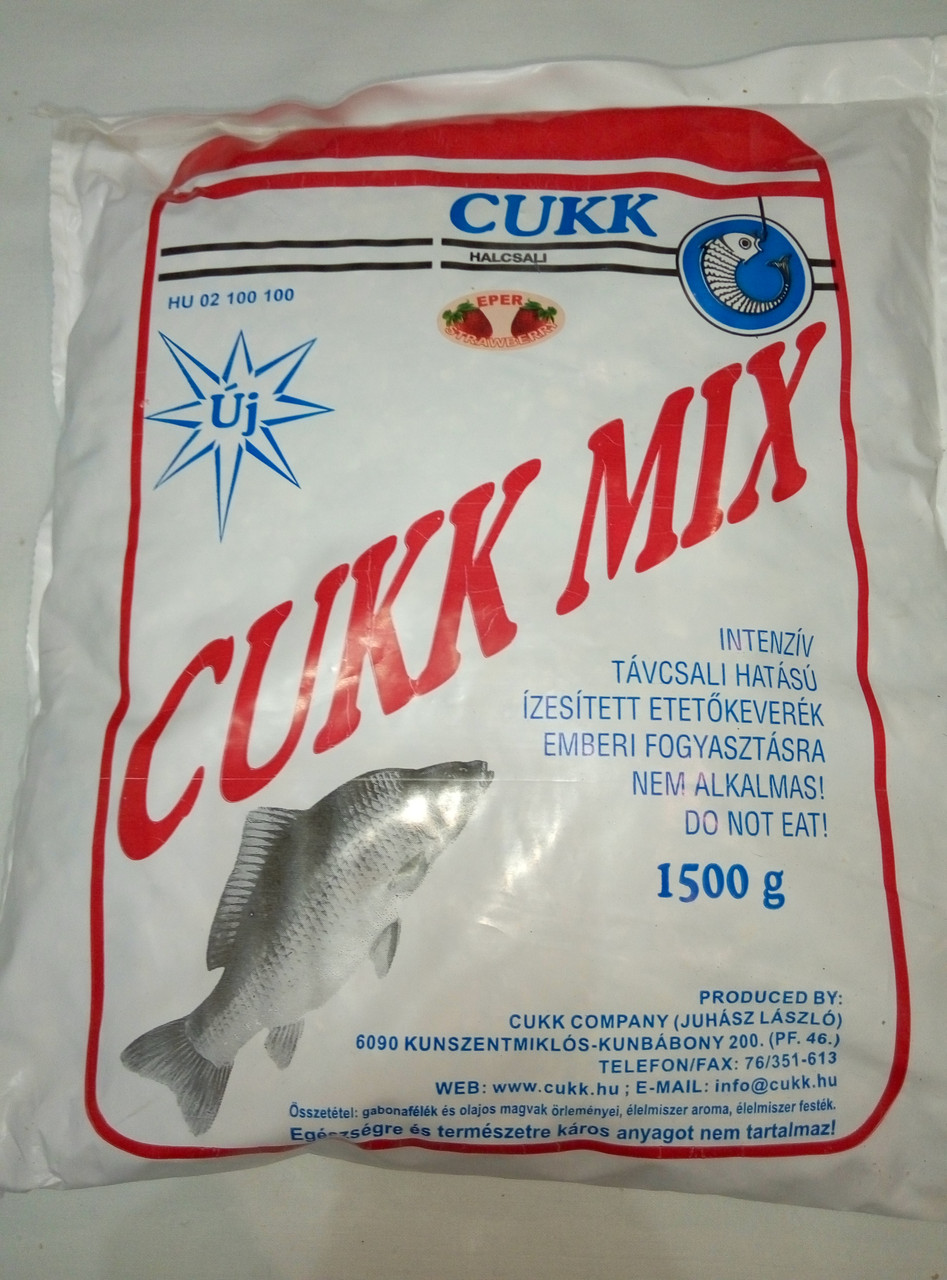 CUKK
HALCSALI
HU 02 100 100
EPER
STRAWBERRY
Új
CUKK MIX
INTENZÍV
TÁVCSALI HATÁSÚ
ÍZESÍTETT ETETŐKEVERÉK
EMBERI FOGYASZTÁSRA
NEM ALKALMAS!
DO NOT EAT!
1500 g
PRODUCED BY:
CUKK COMPANY (JUHÁSZ LÁSZLÓ)
6090 KUNSZENTMIKLÓS-KUNBÁBONY 200. (PF. 46.)
TELEFON/FAX: 76/351-613
WEB: www.cukk.hu ; E-MAIL: info@cukk.hu
Összetétel: gabonafélék és olajos magvak őrleményei, élelmiszer aroma, élelmiszer festék.
Egészségre és természetre káros anyagot nem tartalmaz!